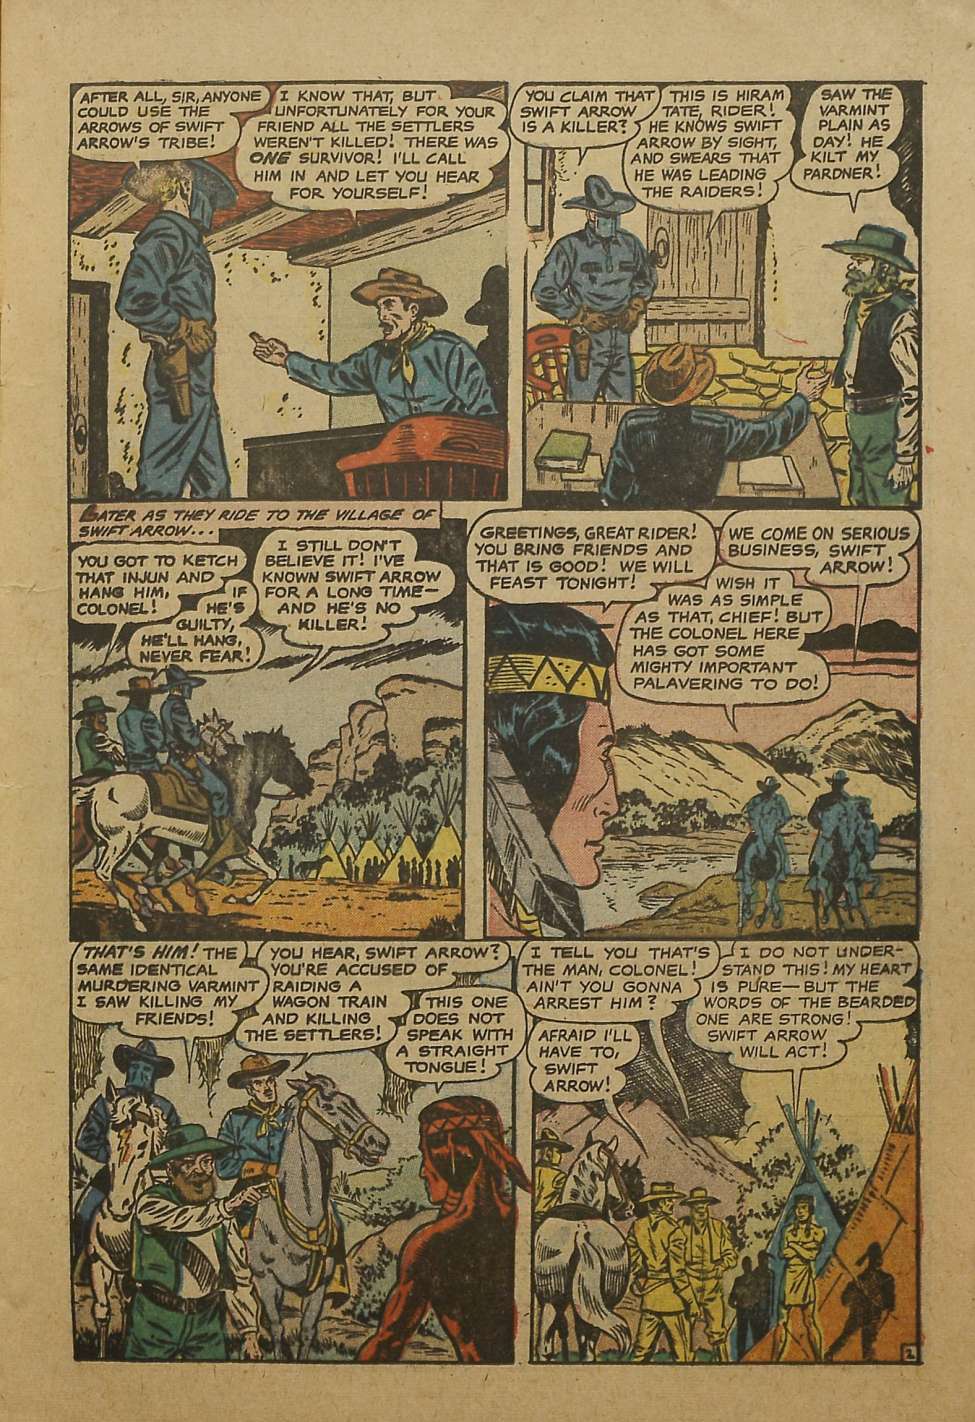 AFTER ALL, SIR, ANYONE
COULD USE THE
ARROWS OF SWIFT
ARROW'S TRIBE!
I KNOW THAT, BUT
UNFORTUNATELY FOR YOUR
FRIEND ALL THE SETTLERS
WEREN'T KILLED! THERE WAS
ONE SURVIVOR! I'LL CALL
HIM IN AND LET YOU HEAR
FOR YOURSELF!
YOU CLAIM THAT
SWIFT ARROW
IS A KILLER?
THIS IS HIRAM
TATE, RIDER!
HE KNOWS SWIFT
ARROW BY SIGHT,
AND SWEARS THAT
HE WAS LEADING
THE RAIDERS!
SAW THE
VARMINT
PLAIN AS
DAY! HE
KILT MY
PARDNER!
LATER AS THEY RIDE TO THE VILLAGE OF
SWIFT ARROW...
YOU GOT TO KETCH
THAT INJUN AND
HANG HIM,
COLONEL!
IF
HE'S
GUILTY,
HE'LL HANG,
NEVER FEAR!
I STILL DON'T
BELIEVE IT! I'VE
KNOWN SWIFT ARROW
FOR A LONG TIME—
AND HE'S NO
KILLER!
GREETINGS, GREAT RIDER!
YOU BRING FRIENDS AND
THAT IS GOOD! WE WILL
FEAST TONIGHT!
WE COME ON SERIOUS
BUSINESS, SWIFT
ARROW!
WISH IT
WAS AS SIMPLE
AS THAT, CHIEF! BUT
THE COLONEL HERE
HAS GOT SOME
MIGHTY IMPORTANT
PALAVERING TO DO!
THAT'S HIM! THE
SAME IDENTICAL
MURDERING VARMINT
I SAW KILLING MY
FRIENDS!
YOU HEAR, SWIFT ARROW?
YOU'RE ACCUSED OF
RAIDING A
WAGON TRAIN
AND KILLING
THE SETTLERS!
THIS ONE
DOES NOT
SPEAK WITH
A STRAIGHT
TONGUE!
I TELL YOU THAT'S
THE MAN, COLONEL!
AIN'T YOU GONNA
ARREST HIM?
AFRAID I'LL
HAVE TO,
SWIFT
ARROW!
I DO NOT UNDER-
STAND THIS! MY HEART
IS PURE—BUT THE
WORDS OF THE BEARDED
ONE ARE STRONG!
SWIFT ARROW
WILL ACT!
2